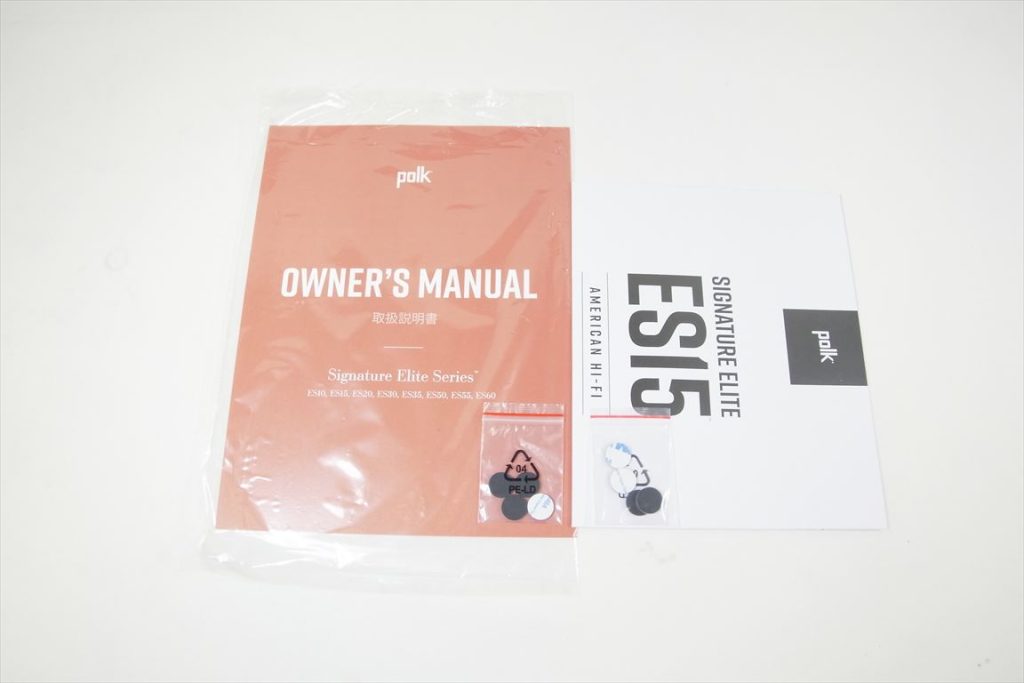 polk
OWNER'S MANUAL
取扱説明書
Signature Elite Series™
ES10, ES15, ES20, ES30, ES35, ES50, ES55, ES60
04
PE-LD
polk
SIGNATURE ELITE
ES15
AMERICAN HI-FI